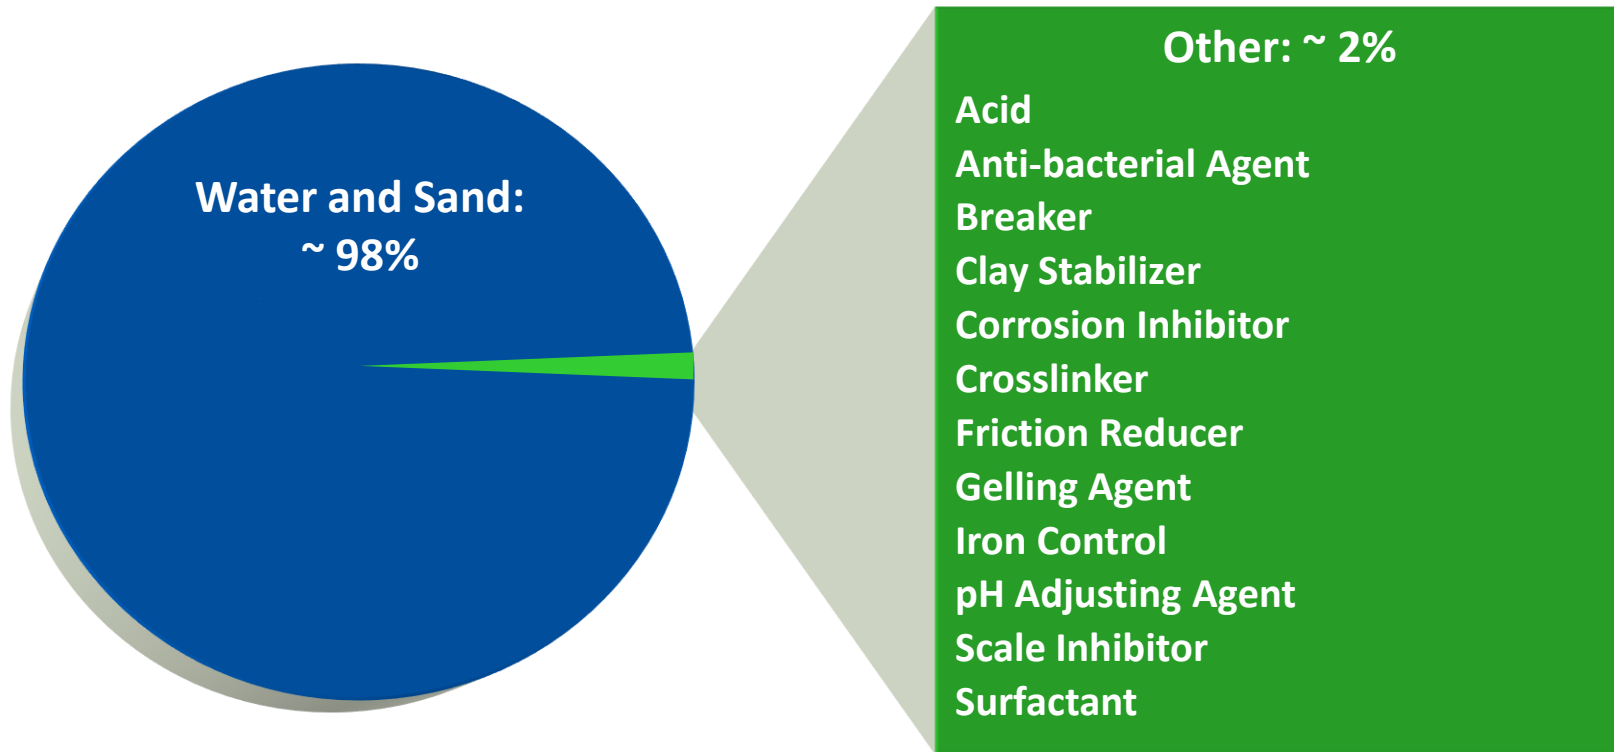 Water and Sand:
~ 98%
Other: ~ 2%
Acid
Anti-bacterial Agent
Breaker
Clay Stabilizer
Corrosion Inhibitor
Crosslinker
Friction Reducer
Gelling Agent
Iron Control
pH Adjusting Agent
Scale Inhibitor
Surfactant